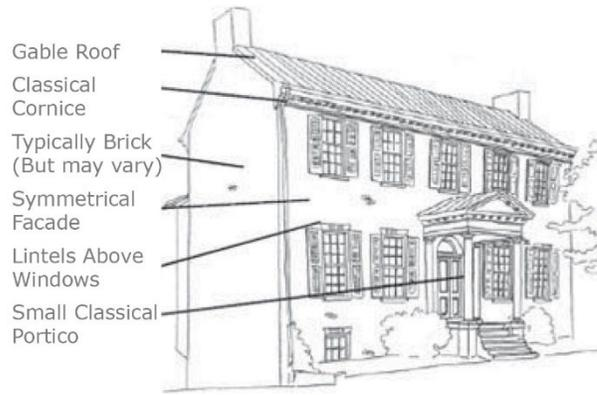 Gable Roof
Classical
Cornice
Typically Brick
(But may vary)
Symmetrical
Facade
Lintels Above
Windows
Small Classical
Portico